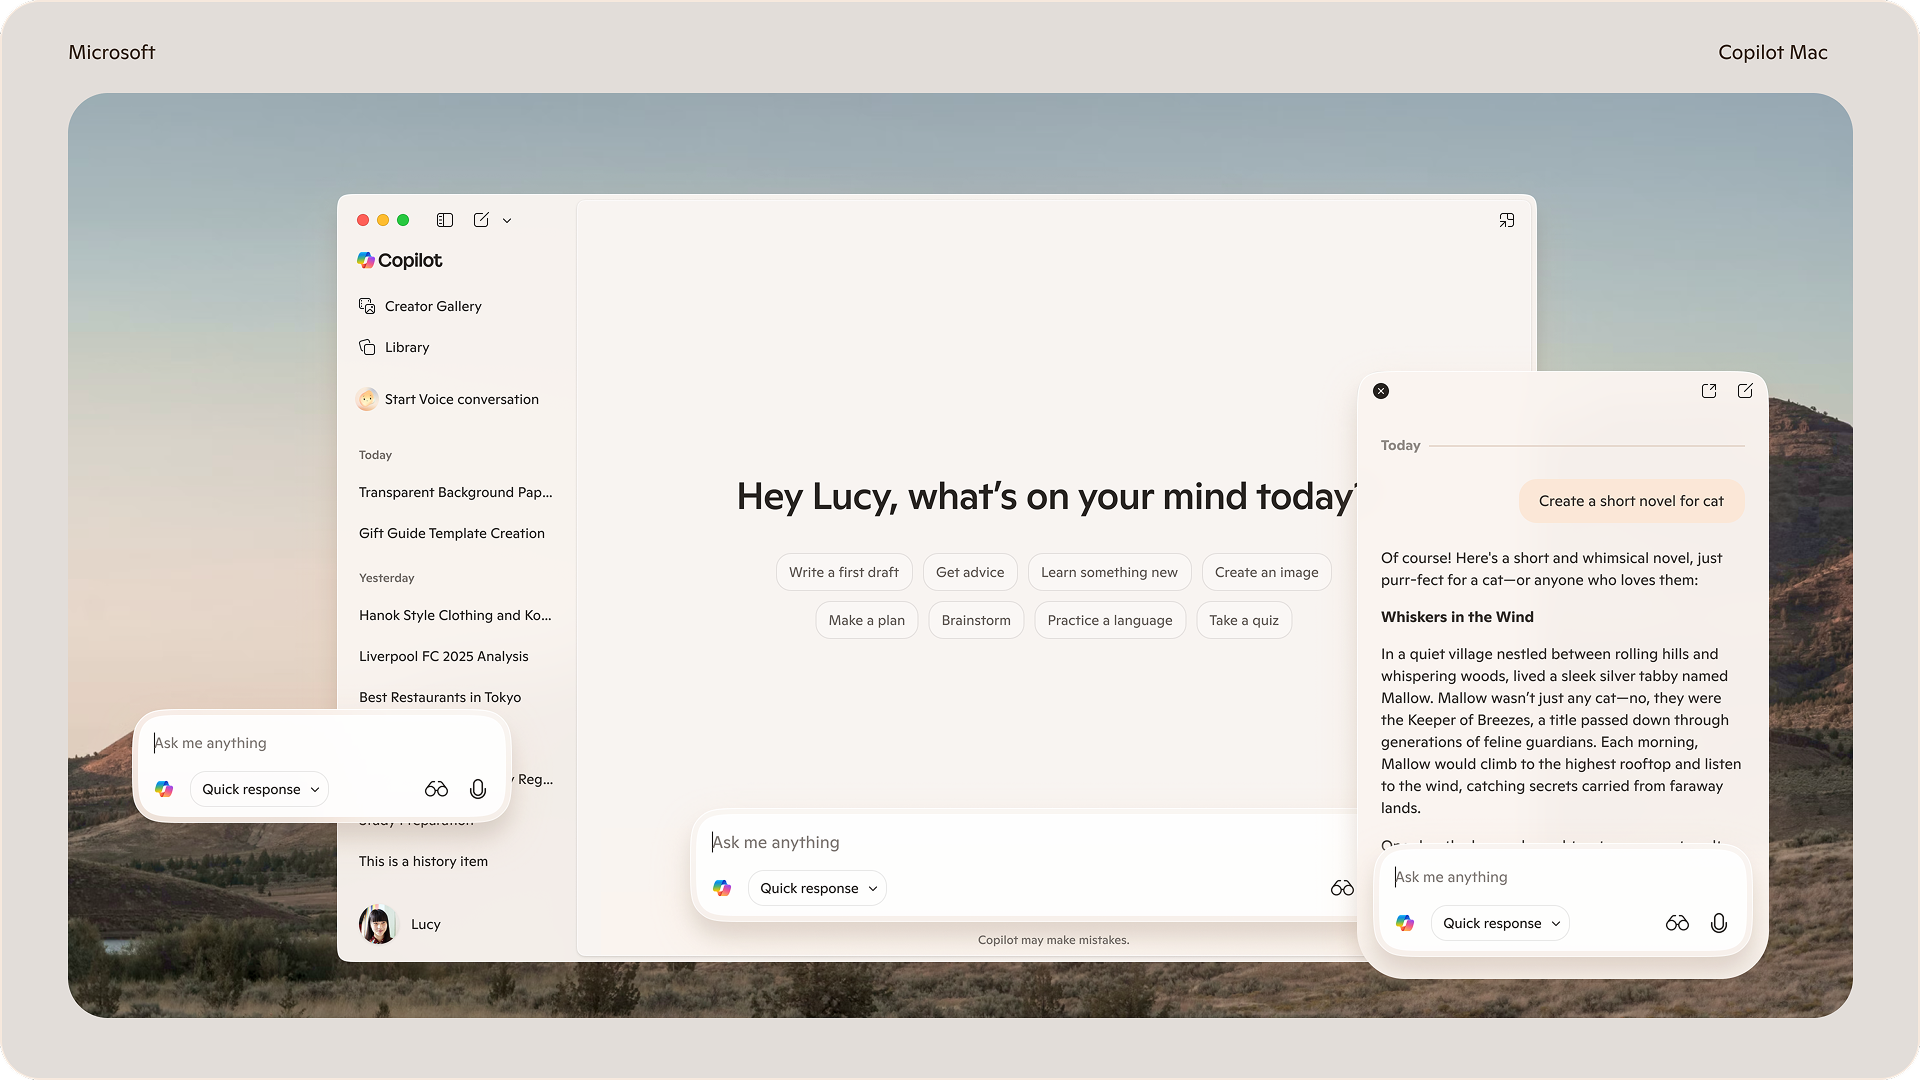 Microsoft
Copilot Mac
Copilot
Creator Gallery
Library
Start Voice conversation
Today
Transparent Background Pap...
Gift Guide Template Creation
Yesterday
Hanok Style Clothing and Ko...
Liverpool FC 2025 Analysis
Best Restaurants in Tokyo
Reg...
Study Preparation
This is a history item
Lucy
Ask me anything
Quick response
Hey Lucy, what's on your mind today?
Write a first draft
Get advice
Learn something new
Create an image
Make a plan
Brainstorm
Practice a language
Take a quiz
Ask me anything
Quick response
Copilot may make mistakes.
Today
Create a short novel for cat
Of course! Here's a short and whimsical novel, just
purr-fect for a cat—or anyone who loves them:
Whiskers in the Wind
In a quiet village nestled between rolling hills and
whispering woods, lived a sleek silver tabby named
Mallow. Mallow wasn't just any cat—no, they were
the Keeper of Breezes, a title passed down through
generations of feline guardians. Each morning,
Mallow would climb to the highest rooftop and listen
to the wind, catching secrets carried from faraway
lands.
Ask me anything
Quick response